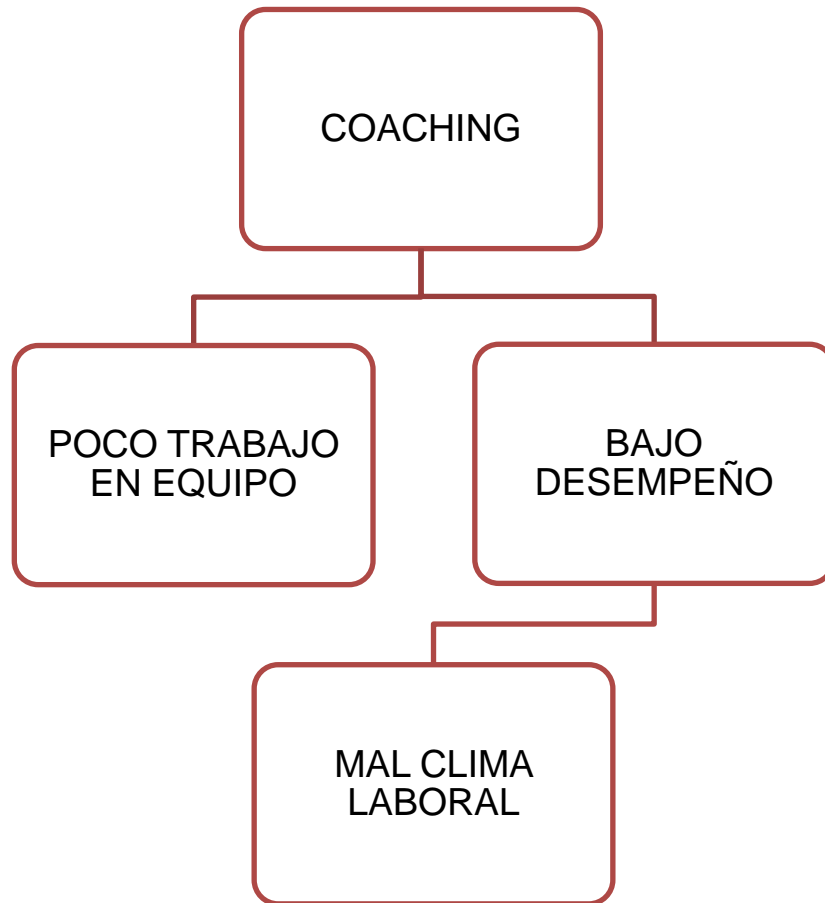 COACHING
POCO TRABAJO
EN EQUIPO
BAJO
DESEMPEÑO
MAL CLIMA
LABORAL